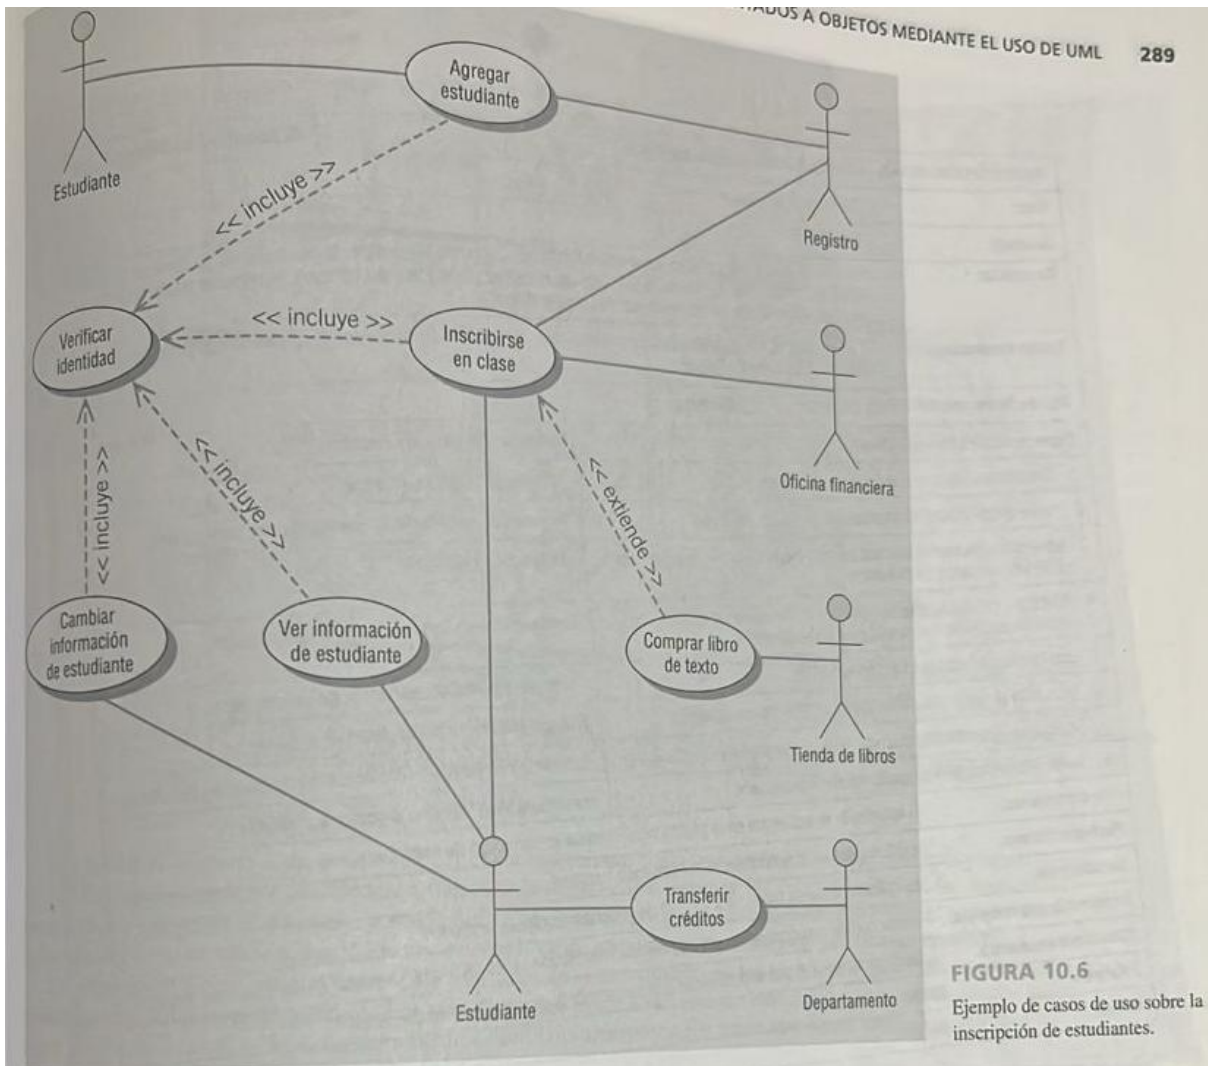 A OBJETOS MEDIANTE EL USO DE UML 289
Agregar
estudiante
Estudiante
<< incluye >>
Registro
Verificar
identidad
<< incluye >>
Inscribirse
en clase
Oficina financiera
<< incluye >>
<< incluye >>
<< extiende >>
Cambiar
información
de estudiante
Ver información
de estudiante
Comprar libro
de texto
Tienda de libros
Transferir
créditos
Estudiante
Departamento
FIGURA 10.6
Ejemplo de casos de uso sobre la
inscripción de estudiantes.